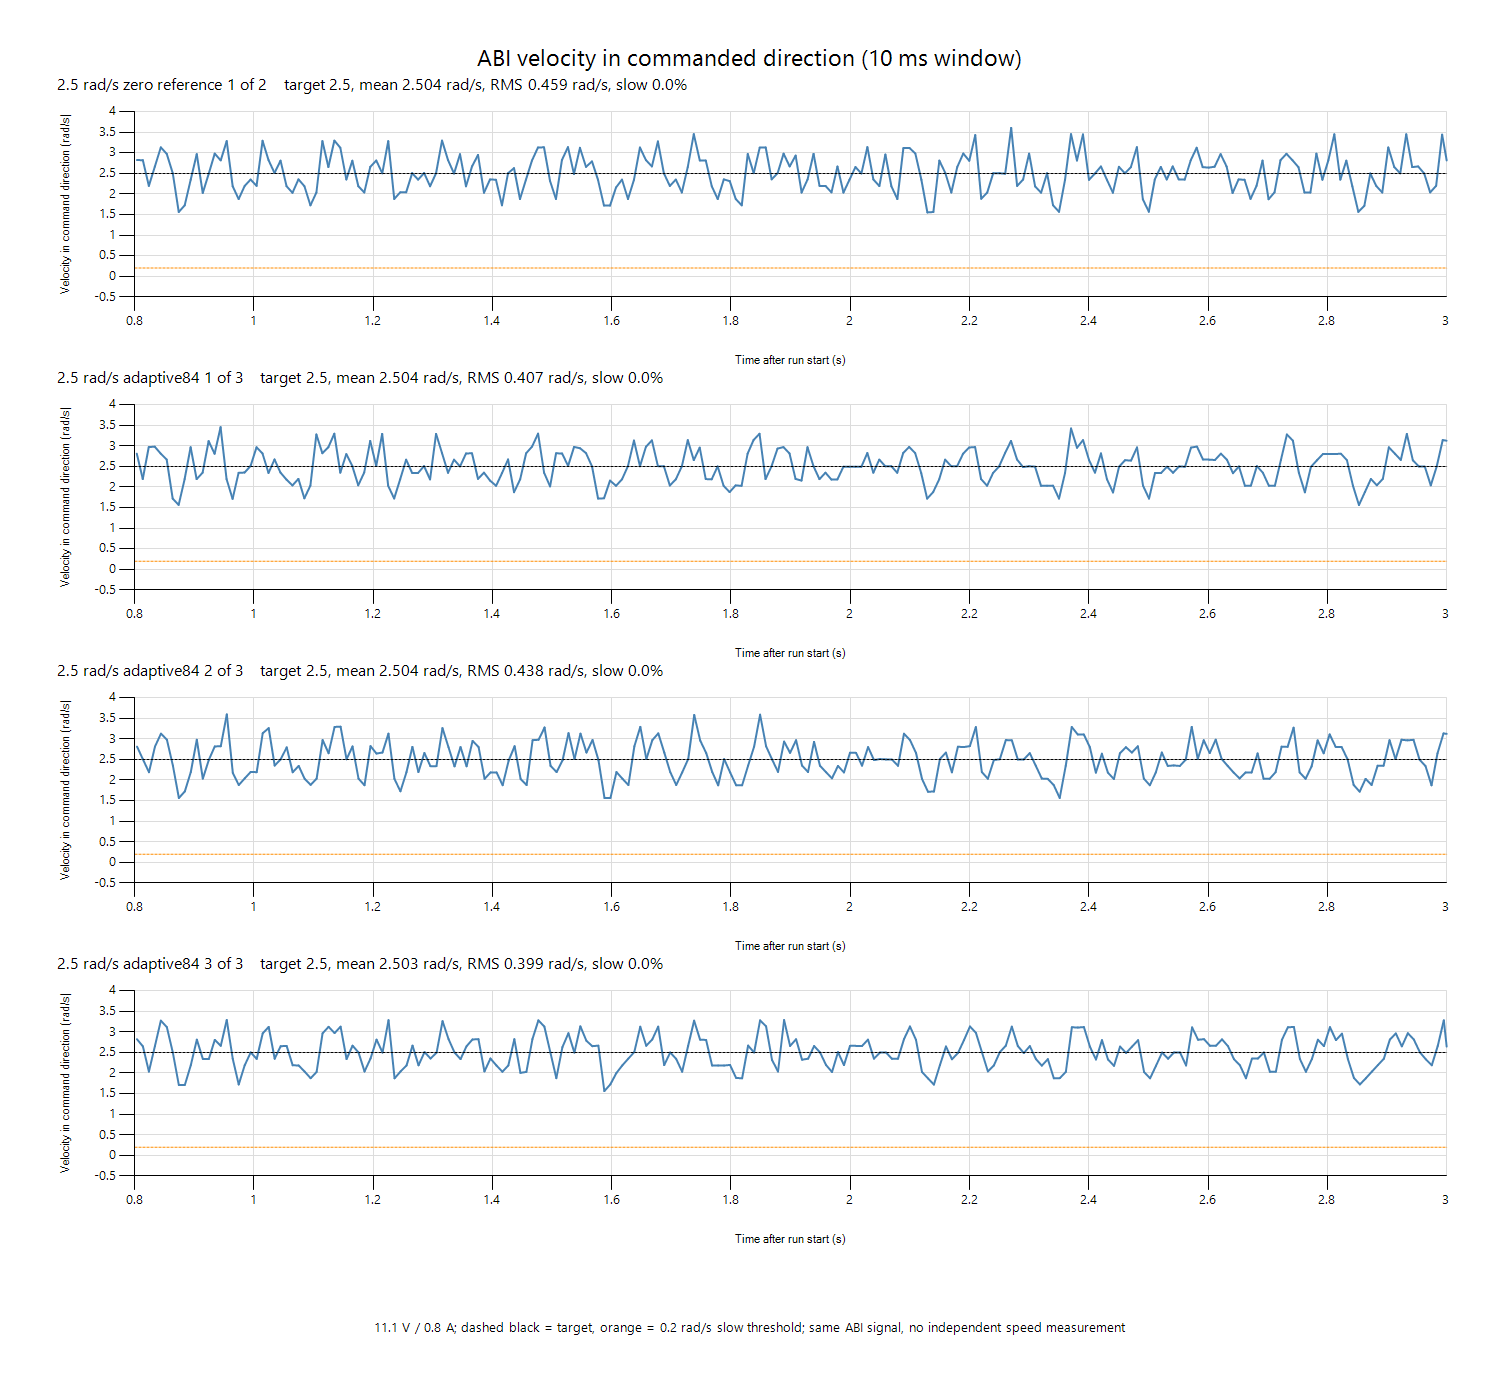 ABI velocity in commanded direction (10 ms window)
2.5 rad/s zero reference 1 of 2    target 2.5, mean 2.504 rad/s, RMS 0.459 rad/s, slow 0.0%
Velocity in command direction (rad/s|
4
3.5
3
2.5
2
1.5
1
0.5
0
-0.5
0.8 1 1.2 1.4 1.6 1.8 2 2.2 2.4 2.6 2.8 3
Time after run start (s)
2.5 rad/s adaptive84 1 of 3    target 2.5, mean 2.504 rad/s, RMS 0.407 rad/s, slow 0.0%
Velocity in command direction (rad/s|
4
3.5
3
2.5
2
1.5
1
0.5
0
-0.5
0.8 1 1.2 1.4 1.6 1.8 2 2.2 2.4 2.6 2.8 3
Time after run start (s)
2.5 rad/s adaptive84 2 of 3    target 2.5, mean 2.504 rad/s, RMS 0.438 rad/s, slow 0.0%
Velocity in command direction (rad/s|
4
3.5
3
2.5
2
1.5
1
0.5
0
-0.5
0.8 1 1.2 1.4 1.6 1.8 2 2.2 2.4 2.6 2.8 3
Time after run start (s)
2.5 rad/s adaptive84 3 of 3    target 2.5, mean 2.503 rad/s, RMS 0.399 rad/s, slow 0.0%
Velocity in command direction (rad/s|
4
3.5
3
2.5
2
1.5
1
0.5
0
-0.5
0.8 1 1.2 1.4 1.6 1.8 2 2.2 2.4 2.6 2.8 3
Time after run start (s)
11.1 V / 0.8 A; dashed black = target, orange = 0.2 rad/s slow threshold; same ABI signal, no independent speed measurement